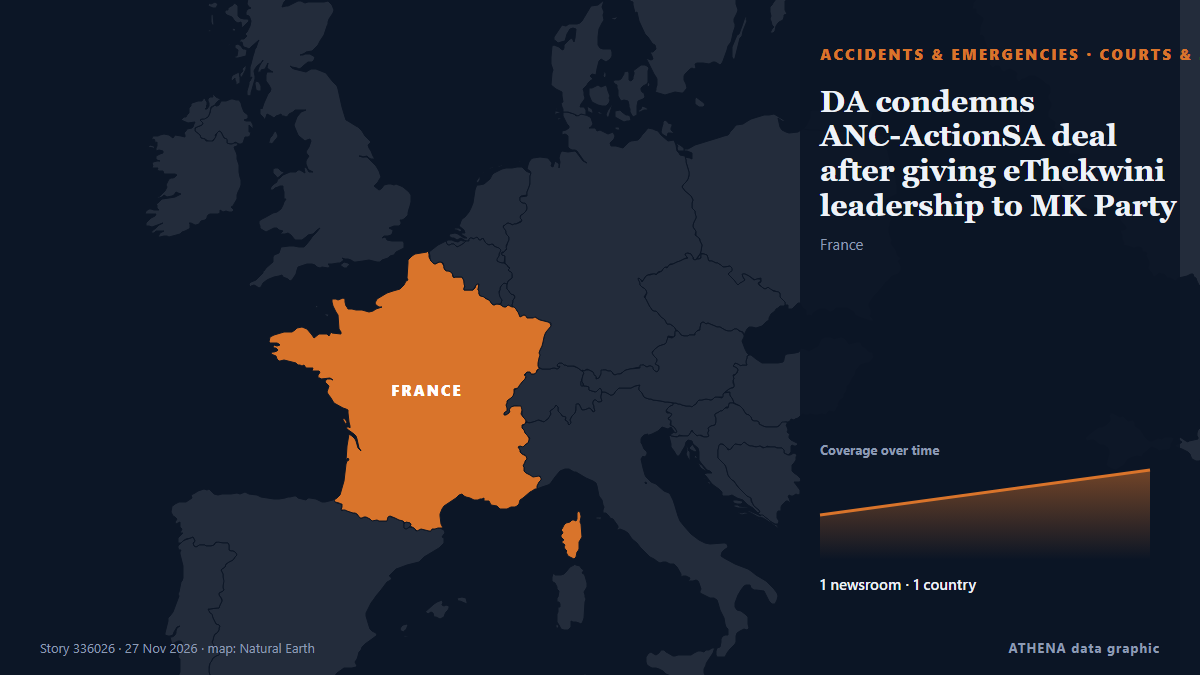 ACCIDENTS & EMERGENCIES · COURTS &
DA condemns
ANC-ActionSA deal
after giving eThekwini
leadership to MK Party
France
FRANCE
Coverage over time
1 newsroom · 1 country
Story 336026 · 27 Nov 2026 · map: Natural Earth
ATHENA data graphic